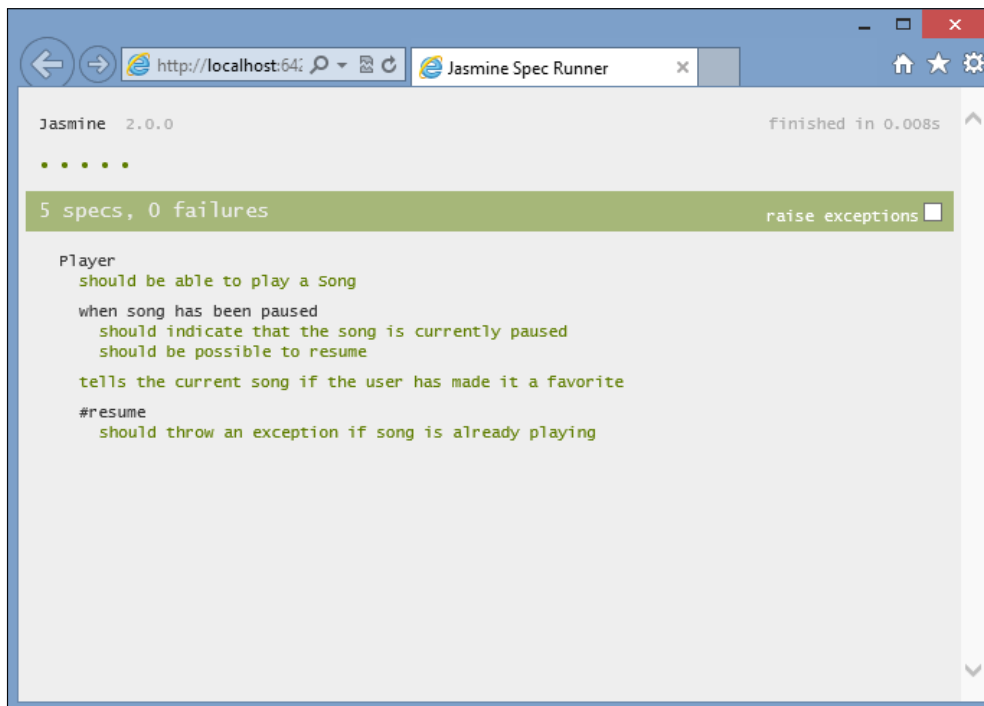 http://localhost:64
Jasmine Spec Runner
Jasmine 2.0.0
finished in 0.008s
• • • • •
5 specs, 0 failures
raise exceptions
Player
should be able to play a Song
when song has been paused
should indicate that the song is currently paused
should be possible to resume
tells the current song if the user has made it a favorite
#resume
should throw an exception if song is already playing